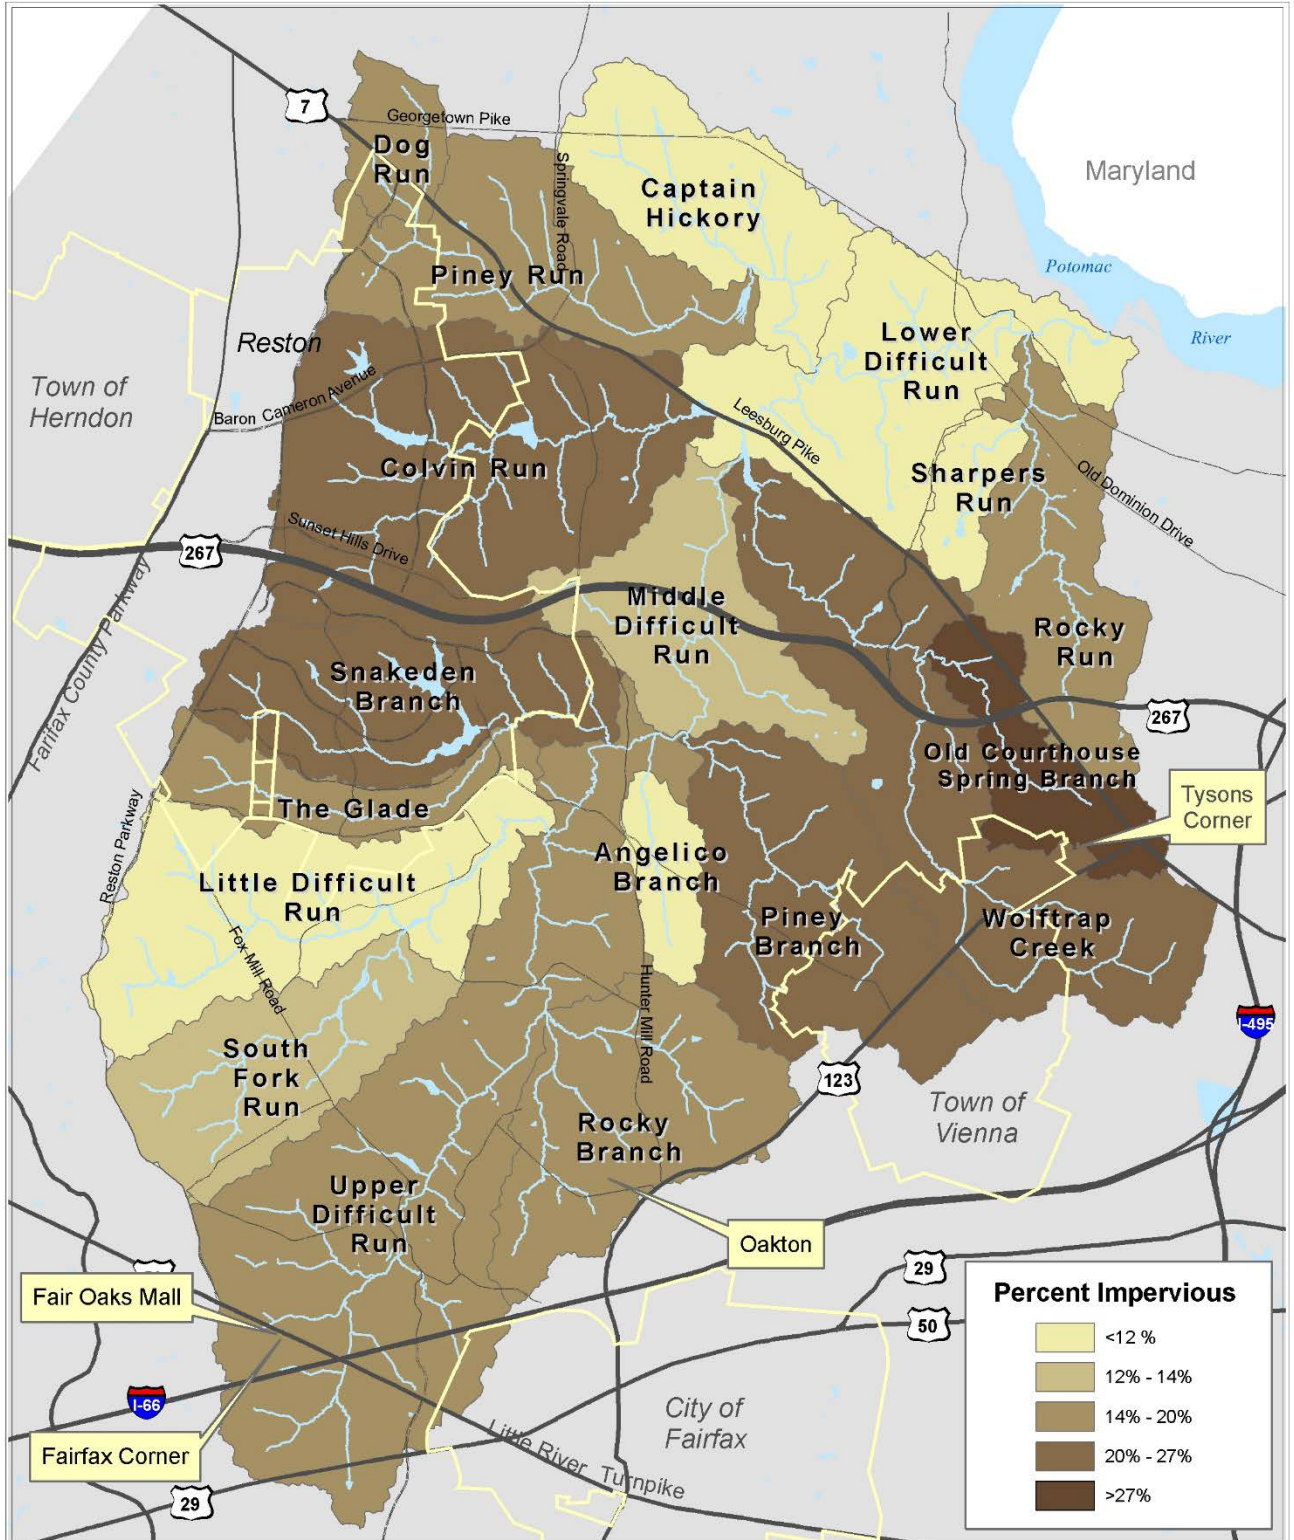 7
Georgetown Pike
Dog
Run
Springvale Road
Captain
Hickory
Maryland
Potomac
River
Piney Run
Reston
Lower
Difficult
Run
Town of
Herndon
Baron Cameron Avenue
Leesburg Pike
Colvin Run
Sharpers
Run
Old Dominion Drive
Sunset Hills Drive
267
Fairfax County Parkway
Middle
Difficult
Run
Rocky
Run
Snakeden
Branch
267
Old Courthouse
Spring Branch
Tysons
Corner
The Glade
Reston Parkway
Angelico
Branch
Little Difficult
Run
Piney
Branch
Wolftrap
Creek
Fox Mill Road
Hunter Mill Road
I-495
South
Fork
Run
123
Town of
Vienna
Rocky
Branch
Upper
Difficult
Run
Oakton
29
Fair Oaks Mall
50
I-66
City of
Fairfax
Fairfax Corner
Little River Turnpike
29
Percent Impervious
<12 %
12% - 14%
14% - 20%
20% - 27%
>27%